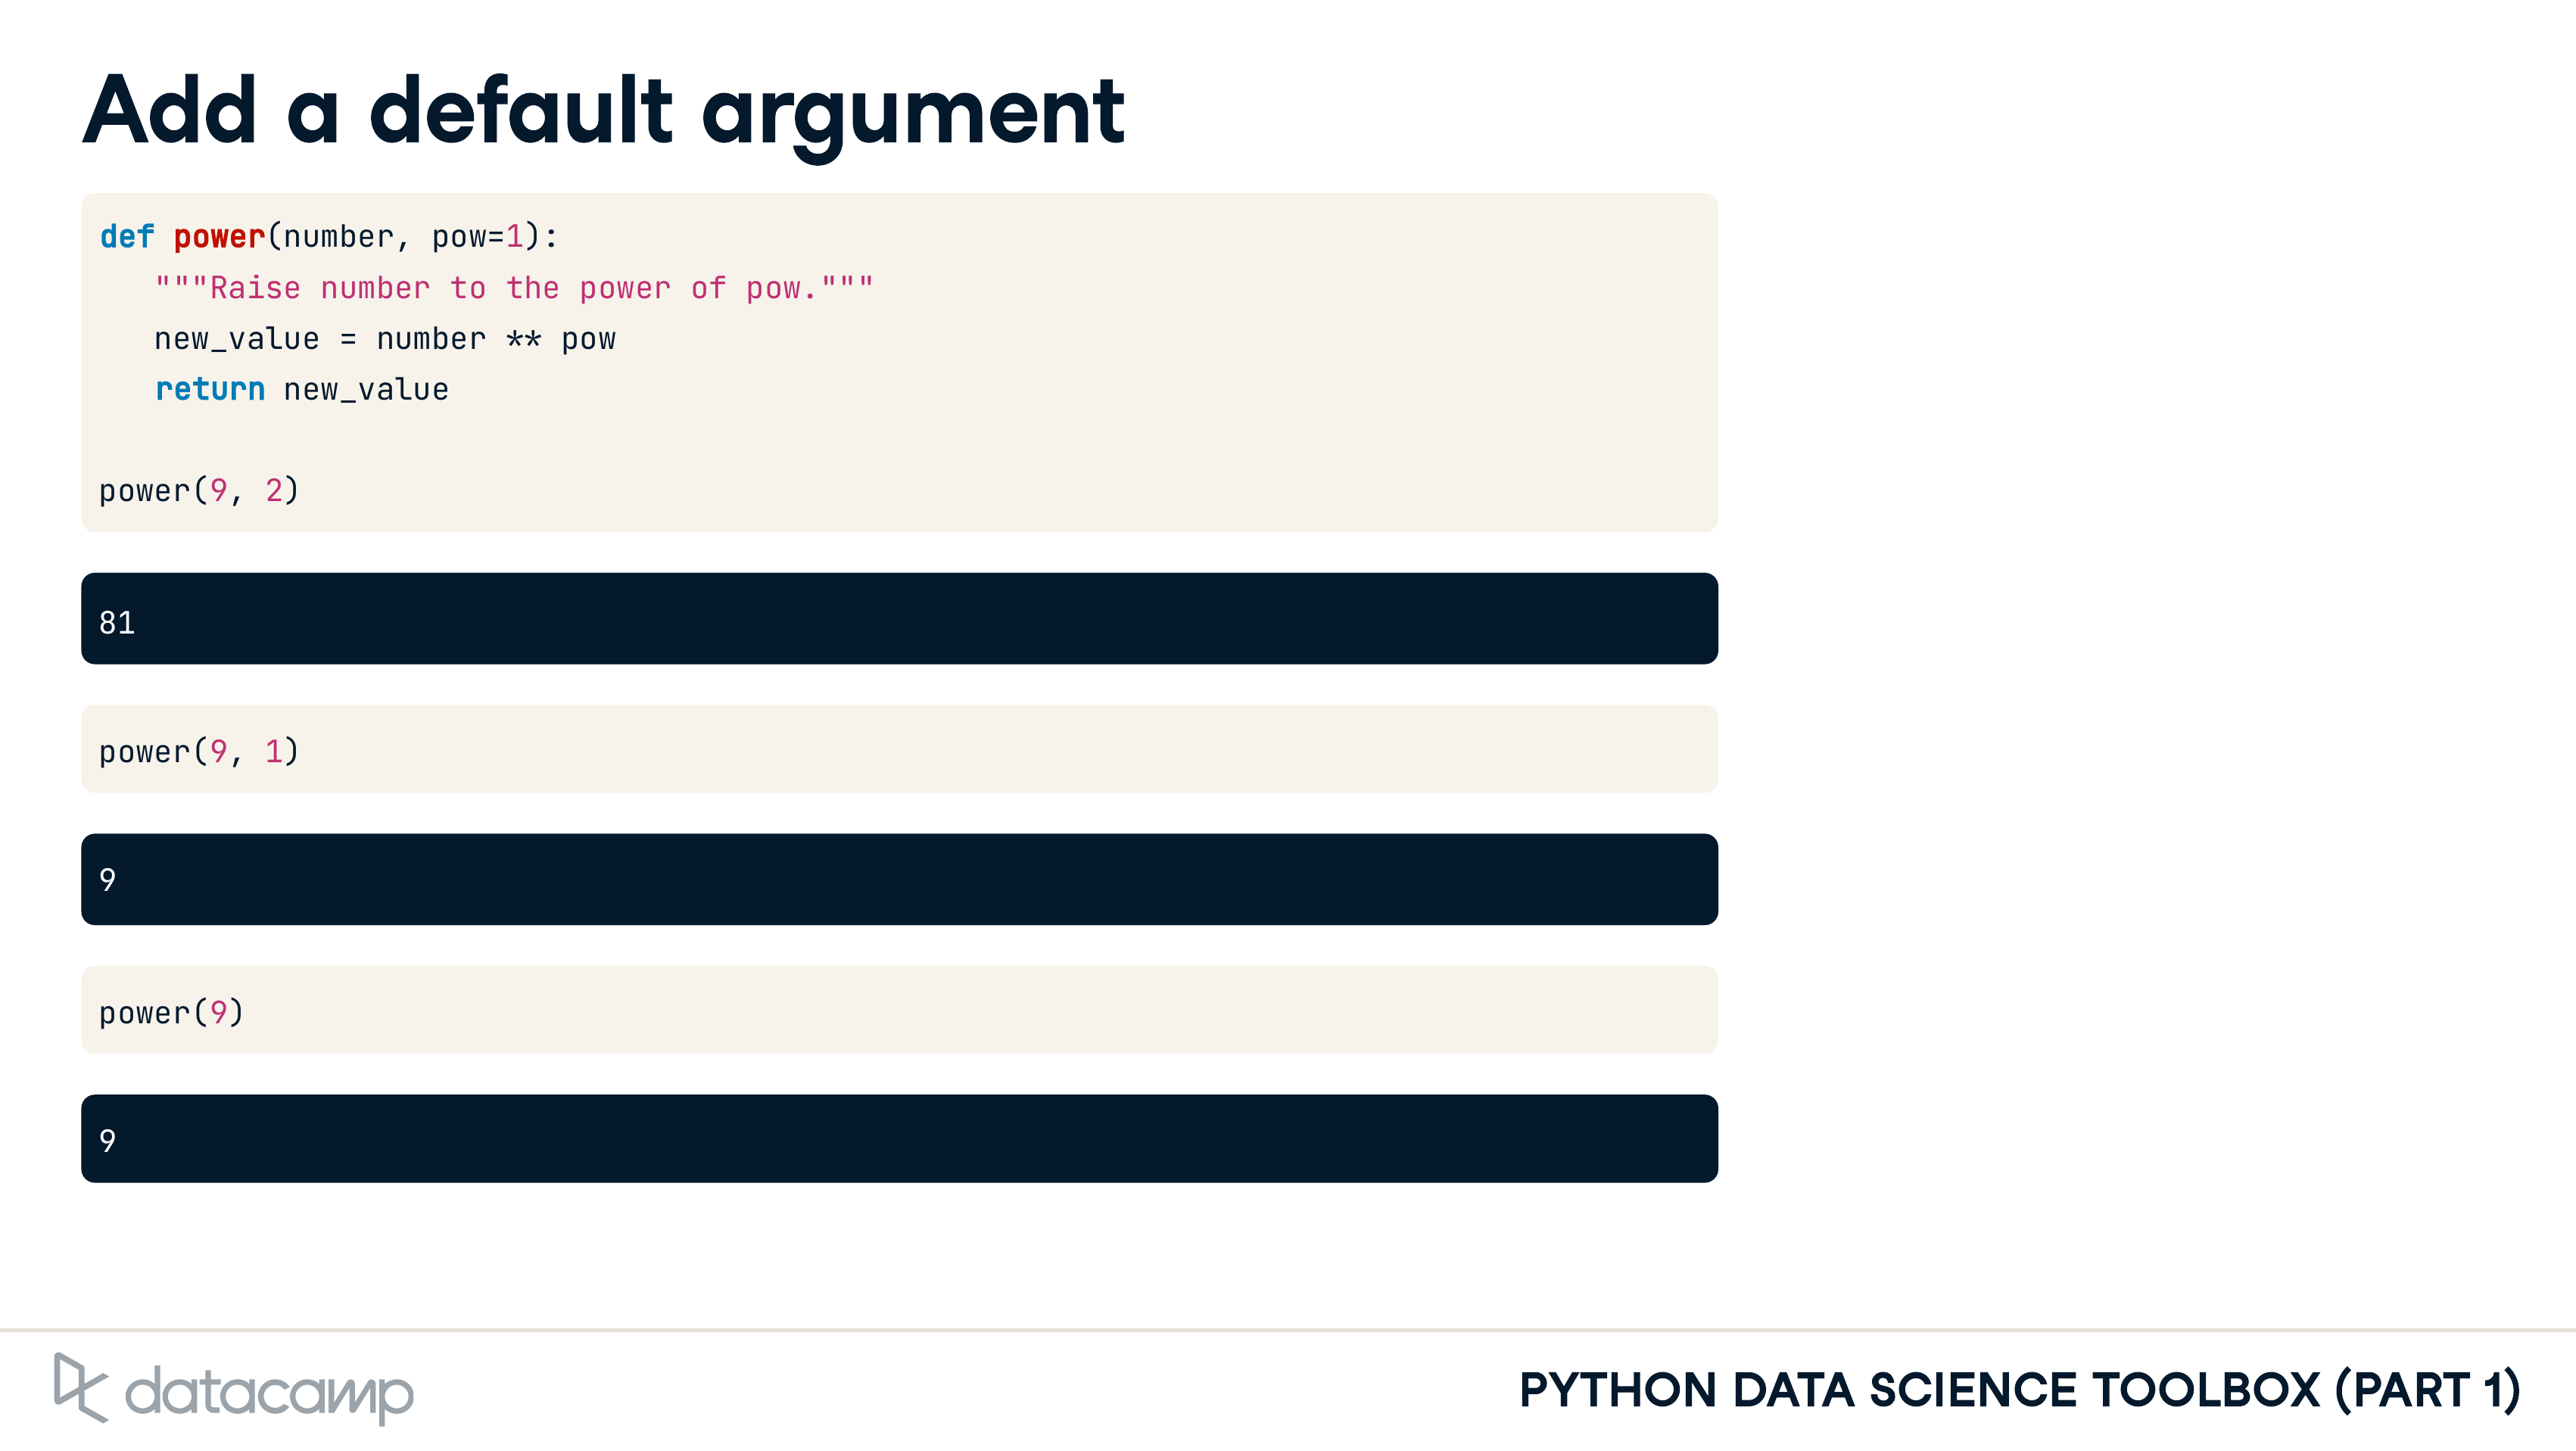 Add a default argument
def power(number, pow=1):
   """Raise number to the power of pow."""
   new_value = number ** pow
   return new_value

power(9, 2)
81
power(9, 1)
9
power(9)
9
datacamp
PYTHON DATA SCIENCE TOOLBOX (PART 1)